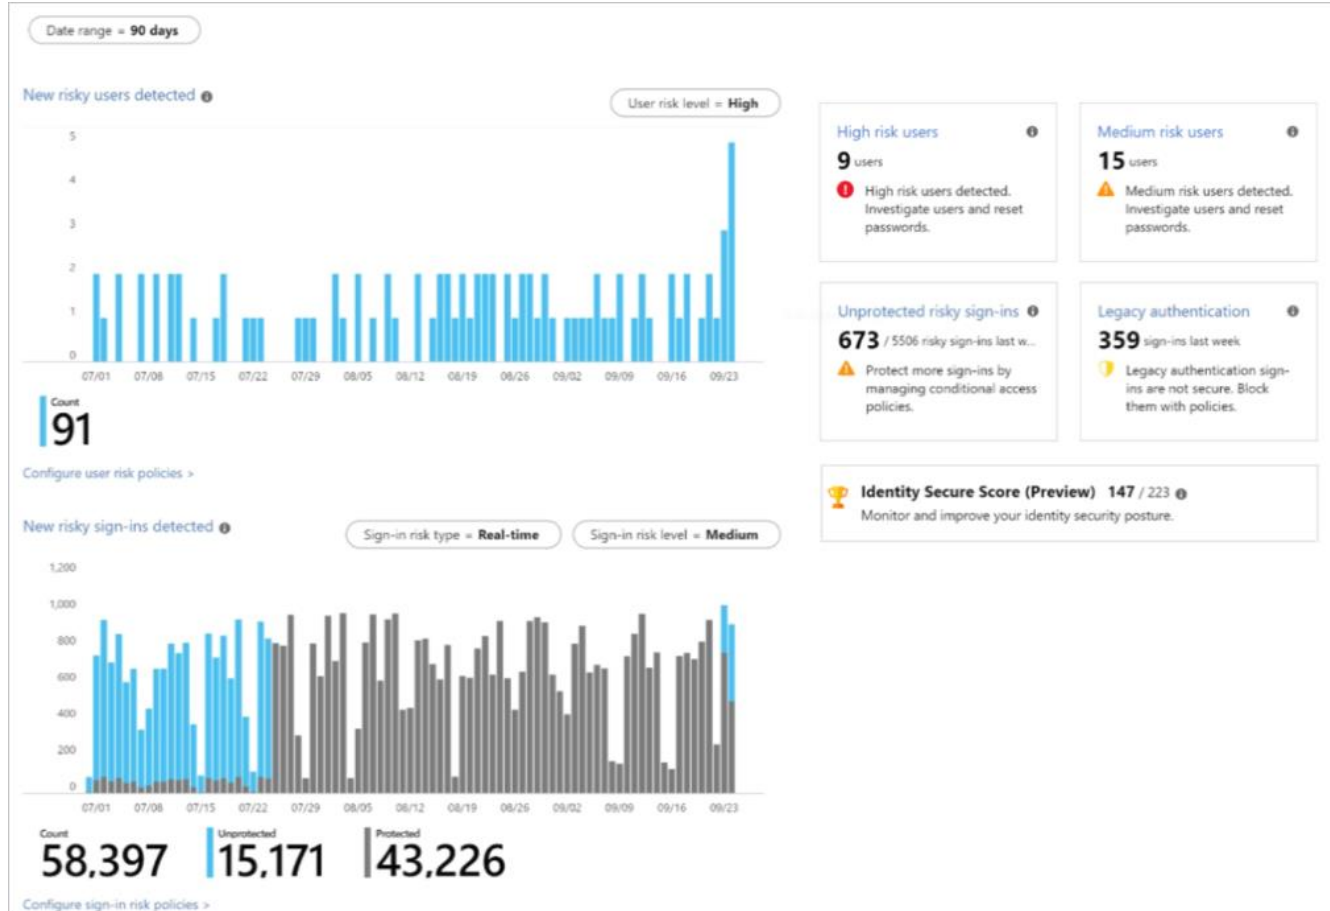 Date range = 90 days
New risky users detected
User risk level = High
5
4
3
2
1
0
07/01 07/08 07/15 07/22 07/29 08/05 08/12 08/19 08/26 09/02 09/09 09/16 09/23
Count
91
Configure user risk policies >
New risky sign-ins detected
Sign-in risk type = Real-time
Sign-in risk level = Medium
1,200
1,000
800
600
400
200
0
07/01 07/08 07/15 07/22 07/29 08/05 08/12 08/19 08/26 09/02 09/09 09/16 09/23
Count
58,397
Unprotected
15,171
Protected
43,226
Configure sign-in risk policies >
High risk users
9 users
High risk users detected.
Investigate users and reset
passwords.
Medium risk users
15 users
Medium risk users detected.
Investigate users and reset
passwords.
Unprotected risky sign-ins
673 / 5506 risky sign-ins last w...
Protect more sign-ins by
managing conditional access
policies.
Legacy authentication
359 sign-ins last week
Legacy authentication sign-
ins are not secure. Block
them with policies.
Identity Secure Score (Preview) 147 / 223
Monitor and improve your identity security posture.